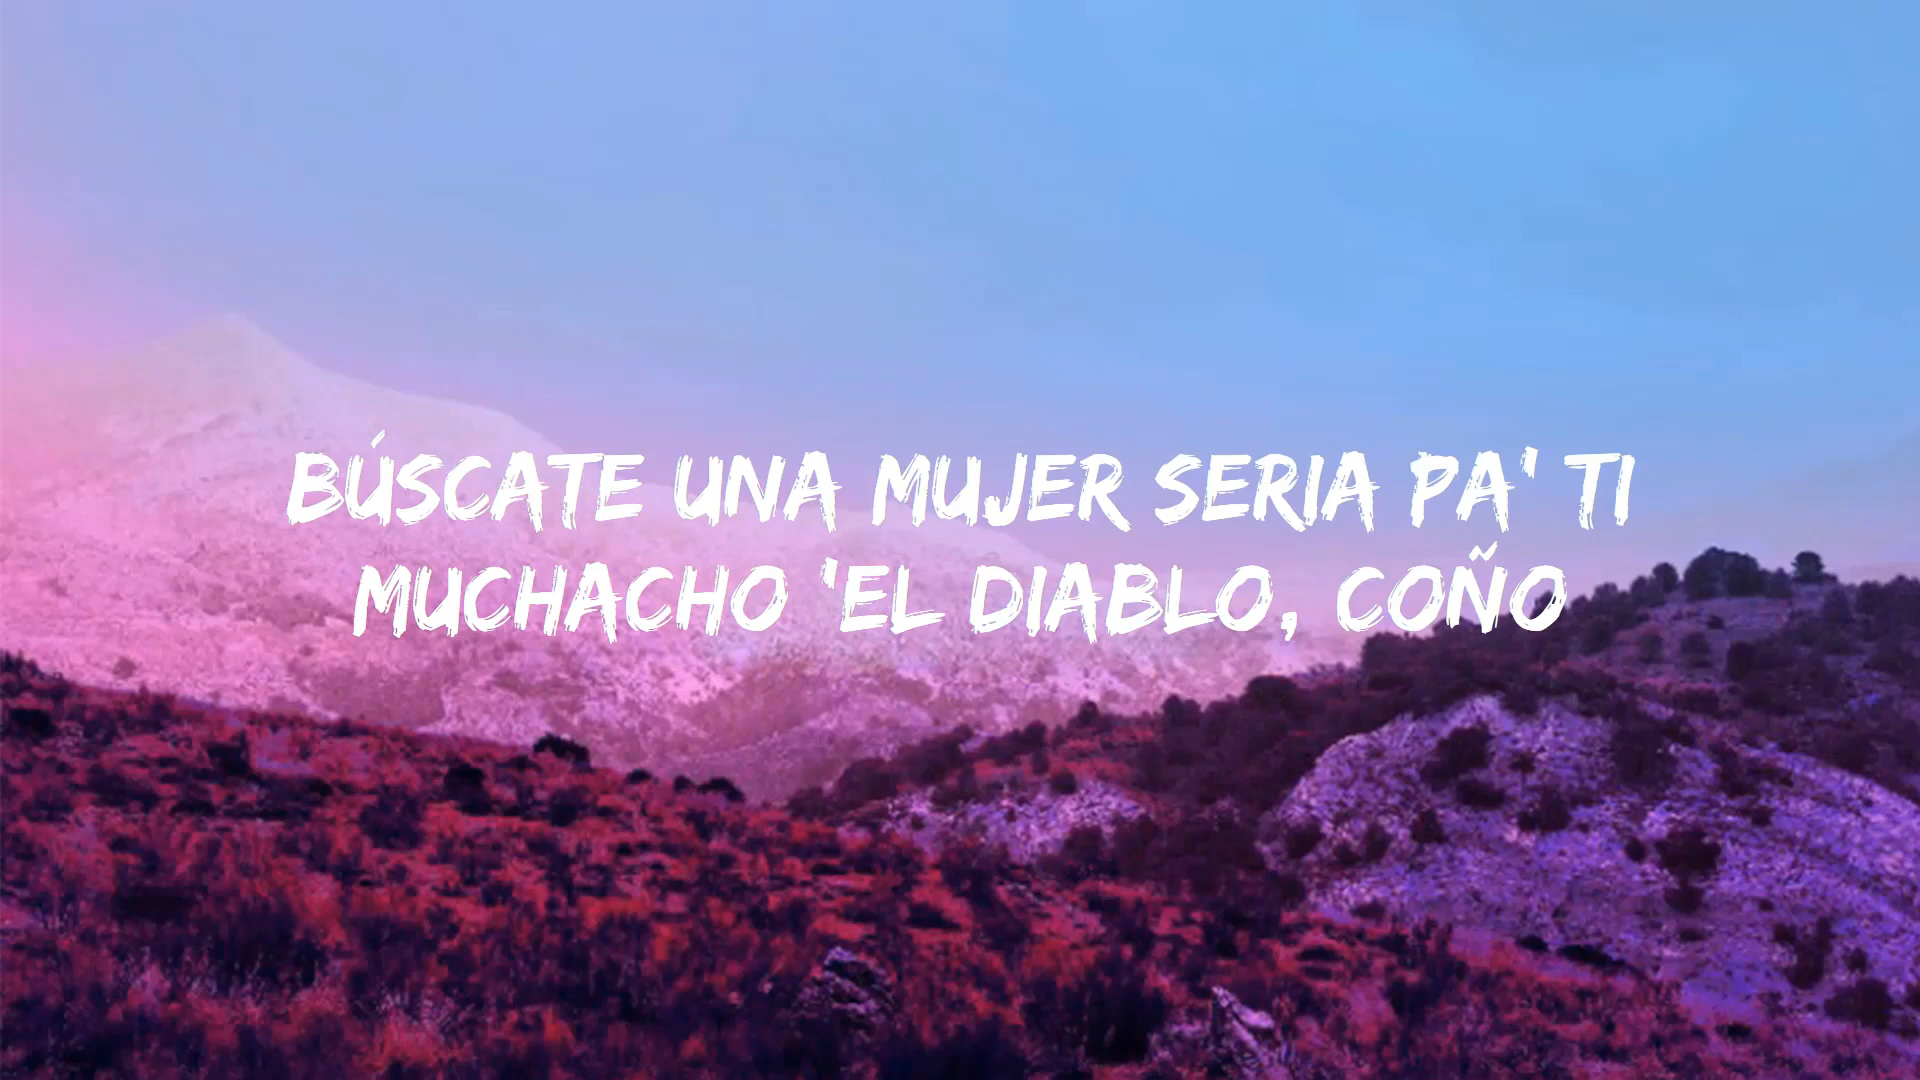 BÚSCATE UNA MUJER SERIA PA' TI
MUCHACHO 'EL DIABLO, COÑO